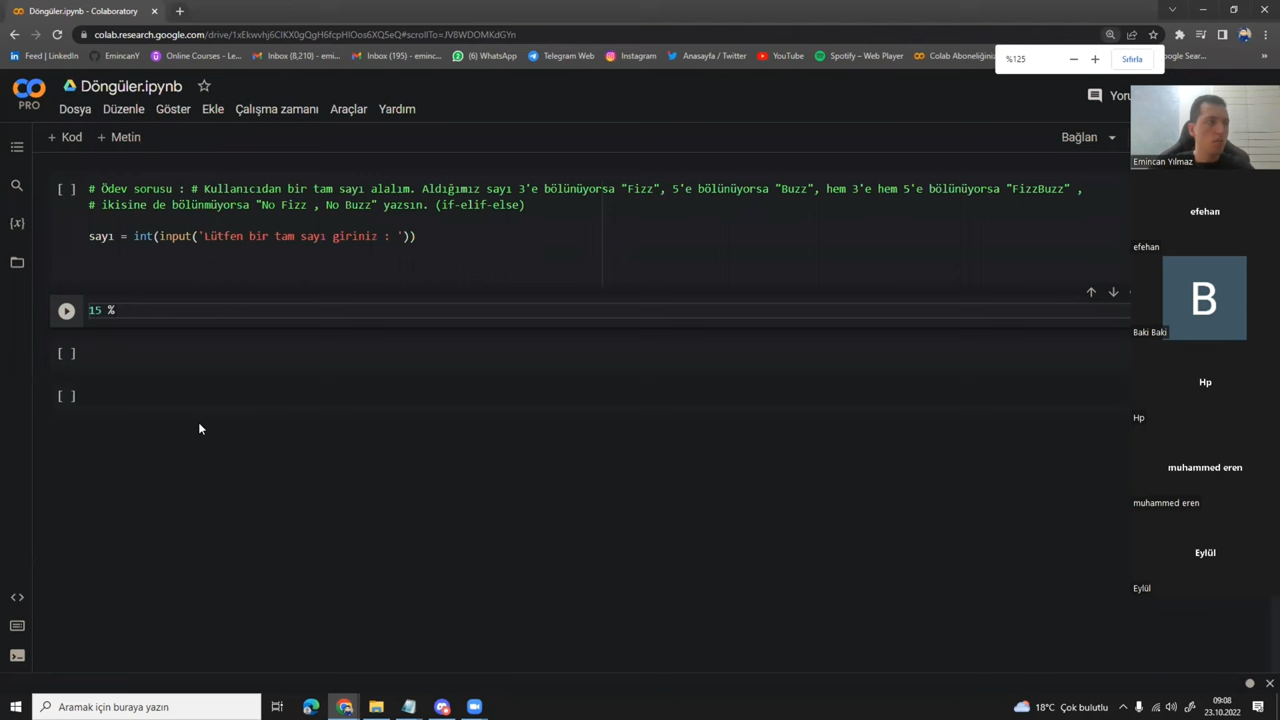 Döngüler.ipynb - Colaboratory
colab.research.google.com/drive/1xEkwvhj6CIKX0gQgH6fcpHIOos6XQ5eQ#scrollTo=JV8WDOMKdGYn
Feed | LinkedIn
EmincanY
Online Courses - Le...
Inbox (8,210) - emi...
Inbox (195) - eminc...
(16) WhatsApp
Telegram Web
Instagram
Anasayfa / Twitter
YouTube
Spotify – Web Player
Colab Aboneliğini
%125
Sıfırla
Döngüler.ipynb
PRO
Dosya Düzenle Göster Ekle Çalışma zamanı Araçlar Yardım
Yoru
+ Kod + Metin
Bağlan
[ ] # Ödev sorusu : # Kullanıcıdan bir tam sayı alalım. Aldığımız sayı 3'e bölünüyorsa "Fizz", 5'e bölünüyorsa "Buzz", hem 3'e hem 5'e bölünüyorsa "FizzBuzz" ,
# ikisine de bölünmüyorsa "No Fizz , No Buzz" yazsın. (if-elif-else)
sayı = int(input('Lütfen bir tam sayı giriniz : '))
15 %
[ ]
[ ]
Emincan Yılmaz
efehan
efehan
B
Baki Baki
Hp
Hp
muhammed eren
muhammed eren
Eylül
Eylül
Aramak için buraya yazın
18°C Çok bulutlu
09:08
23.10.2022